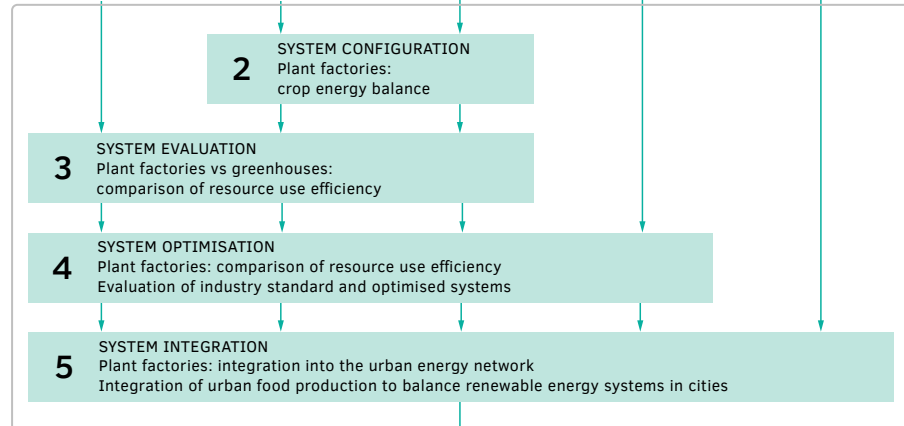 2
SYSTEM CONFIGURATION
Plant factories:
crop energy balance
3
SYSTEM EVALUATION
Plant factories vs greenhouses:
comparison of resource use efficiency
4
SYSTEM OPTIMISATION
Plant factories: comparison of resource use efficiency
Evaluation of industry standard and optimised systems
5
SYSTEM INTEGRATION
Plant factories: integration into the urban energy network
Integration of urban food production to balance renewable energy systems in cities